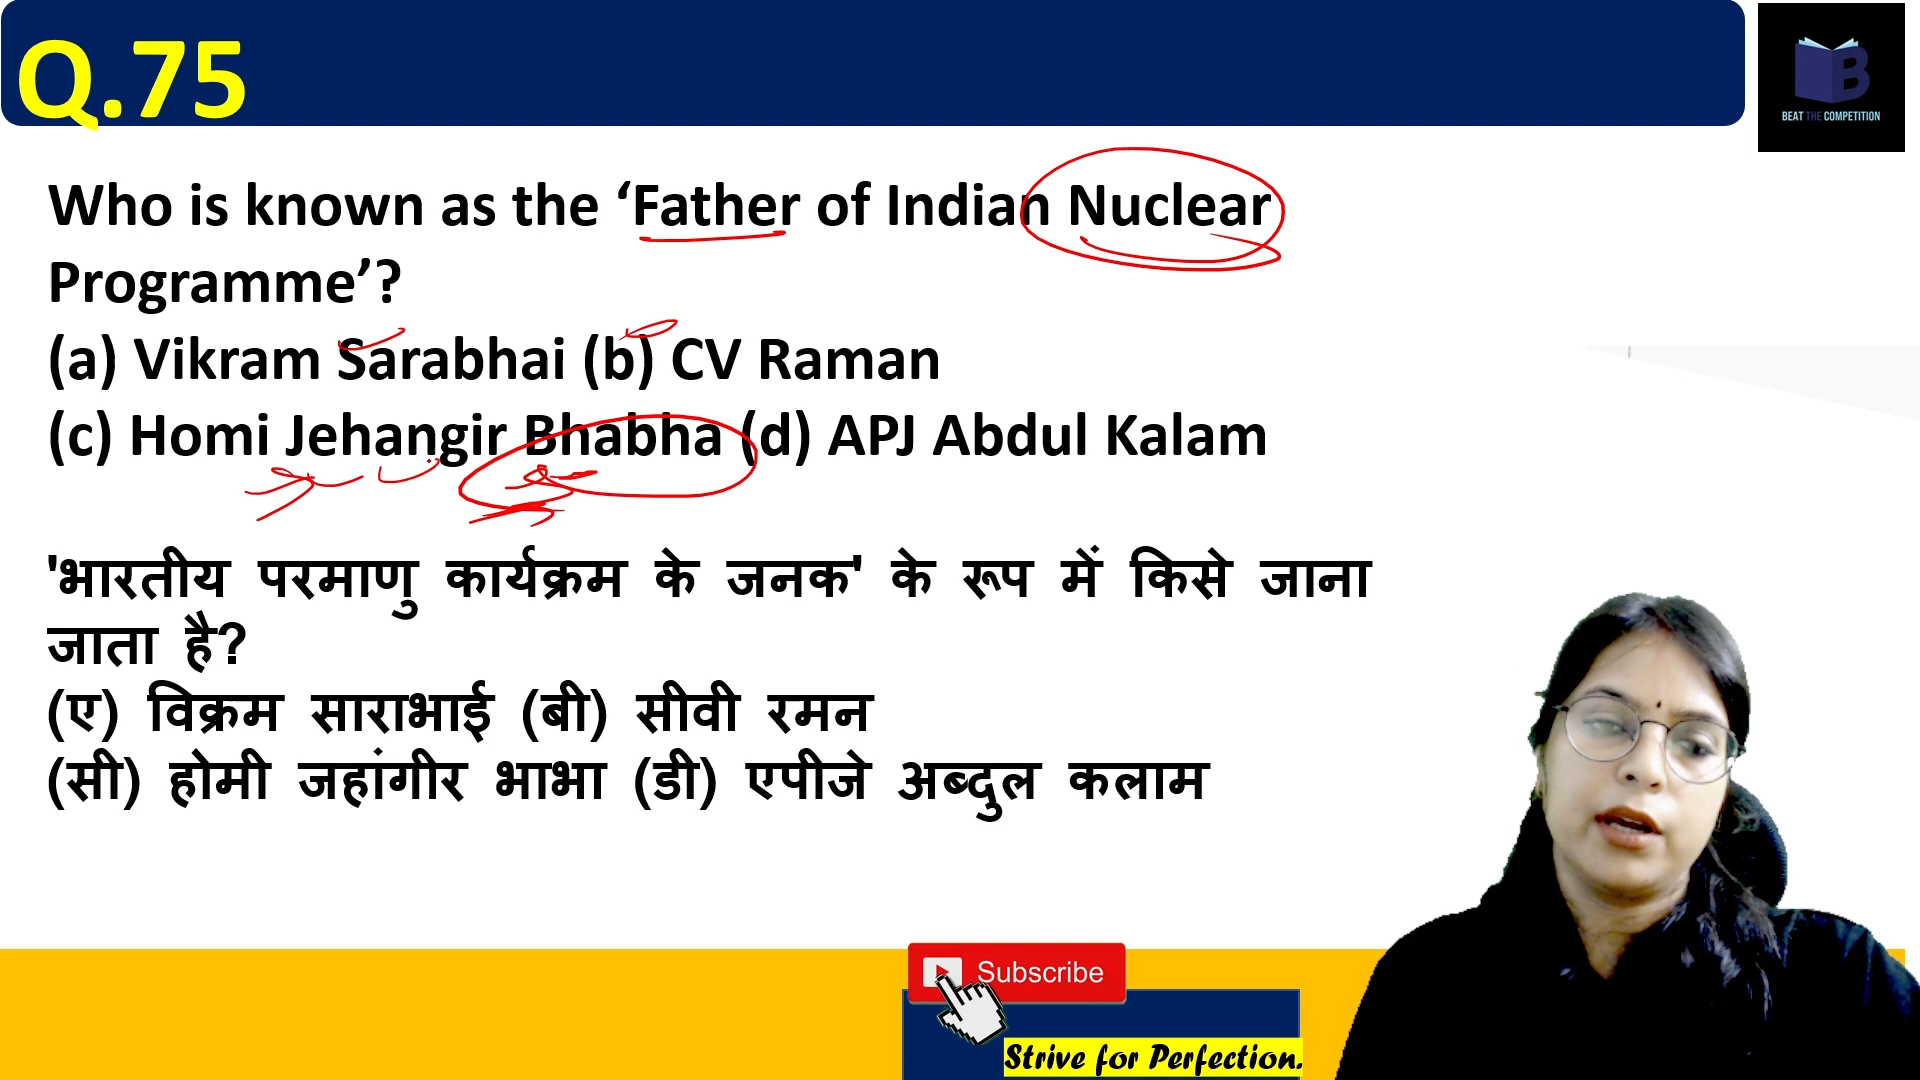 Q.75
BEAT THE COMPETITION
Who is known as the ‘Father of Indian Nuclear
Programme’?
(a) Vikram Sarabhai (b) CV Raman
(c) Homi Jehangir Bhabha (d) APJ Abdul Kalam
'भारतीय परमाणु कार्यक्रम के जनक' के रूप में किसे जाना
जाता है?
(ए) विक्रम साराभाई (बी) सीवी रमन
(सी) होमी जहांगीर भाभा (डी) एपीजे अब्दुल कलाम
Subscribe
Strive for Perfection.